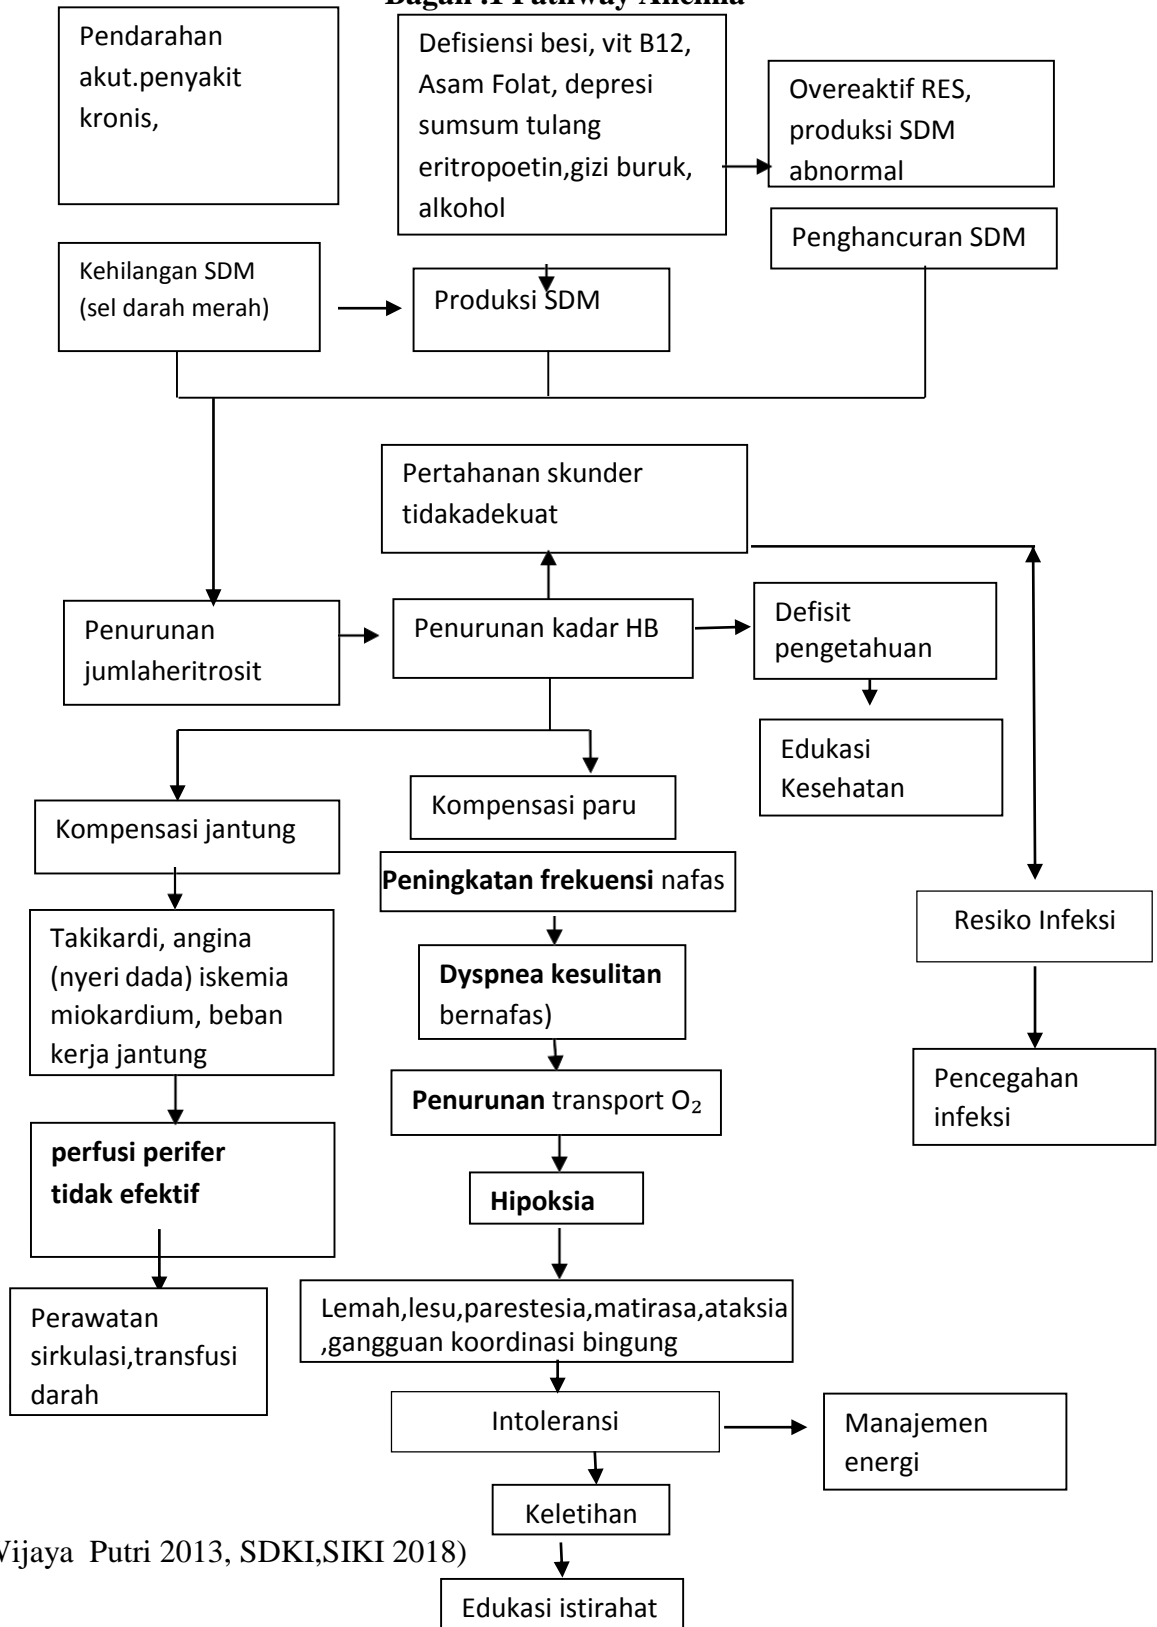 Bagan .1 Pathway Anemia
Pendarahan
akut.penyakit
kronis,
Defisiensi besi, vit B12,
Asam Folat, depresi
sumsum tulang
eritropoetin,gizi buruk,
alkohol
Overeaktif RES,
produksi SDM
abnormal
Penghancuran SDM
Kehilangan SDM
(sel darah merah)
Produksi SDM
Pertahanan skunder
tidakadekuat
Penurunan
jumlaheritrosit
Penurunan kadar HB
Defisit
pengetahuan
Edukasi
Kesehatan
Kompensasi jantung
Kompensasi paru
Peningkatan frekuensi nafas
Takikardi, angina
(nyeri dada) iskemia
miokardium, beban
kerja jantung
Dyspnea kesulitan
bernafas)
Resiko Infeksi
Penurunan transport O₂
Pencegahan
infeksi
perfusi perifer
tidak efektif
Hipoksia
Perawatan
sirkulasi,transfusi
darah
Lemah,lesu,parestesia,matirasa,ataksia
,gangguan koordinasi bingung
Intoleransi
Manajemen
energi
Keletihan
Vijaya Putri 2013, SDKI,SIKI 2018)
Edukasi istirahat